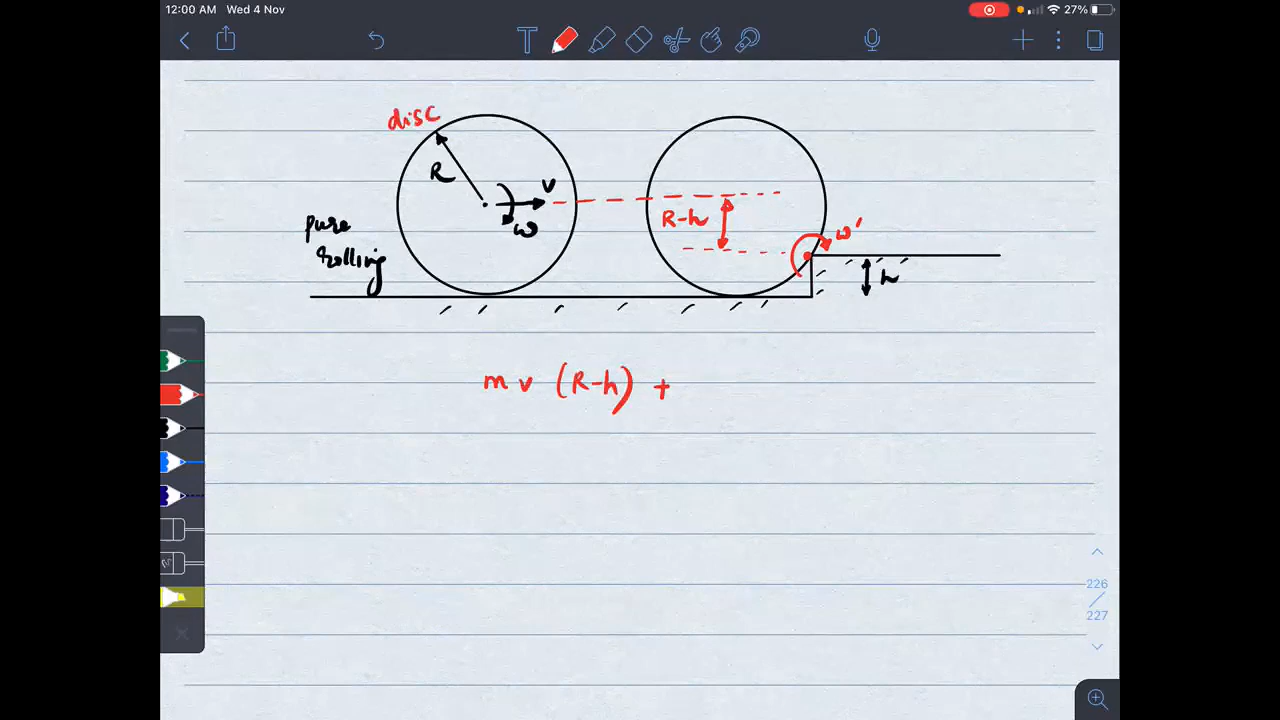 12:00 AM Wed 4 Nov
27%
T
disc
R
v
ω
pure
rolling
R-h
ω'
h
m v (R-h) +
226
227